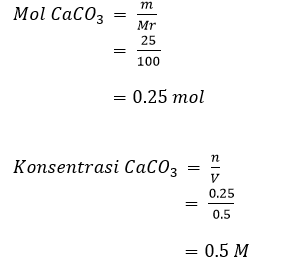 Mol CaCO₃ = m/Mr
= 25/100
= 0.25 mol
Konsentrasi CaCO₃ = n/V
= 0.25/0.5
= 0.5 M